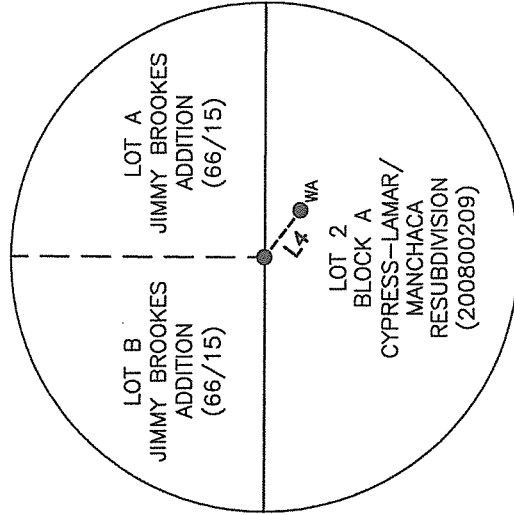 LOT B
JIMMY BROOKES
ADDITION
(66/15)
LOT A
JIMMY BROOKES
ADDITION
(66/15)
L4
WA
LOT 2
BLOCK A
CYPRESS-LAMAR/
MANCHACA
RESUBDIVISION
(200800209)